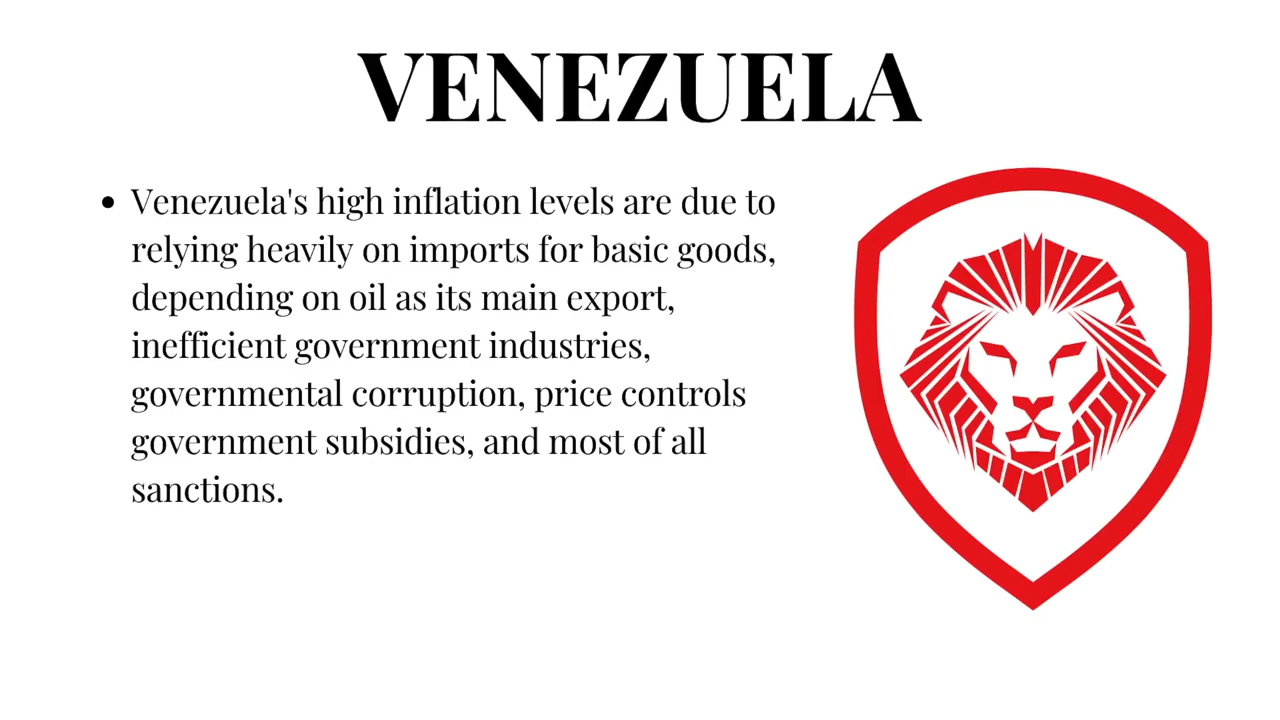 VENEZUELA
• Venezuela's high inflation levels are due to
relying heavily on imports for basic goods,
depending on oil as its main export,
inefficient government industries,
governmental corruption, price controls
government subsidies, and most of all
sanctions.